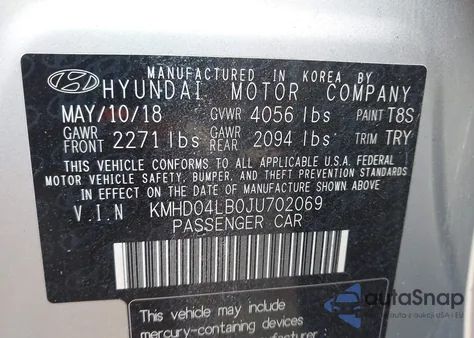 MANUFACTURED IN KOREA BY
HYUNDAI MOTOR COMPANY
MAY/10/18 GVWR 4056 lbs PAINT T8S
GAWR FRONT 2271 lbs GAWR REAR 2094 lbs TRIM TRY
THIS VEHICLE CONFORMS TO ALL APPLICABLE U.S.A. FEDERAL
MOTOR VEHICLE SAFETY, BUMPER, AND THEFT PREVENTION STANDARDS
IN EFFECT ON THE DATE OF MANUFACTURE SHOWN ABOVE.
V.I.N KMHD04LB0JU702069
PASSENGER CAR
This vehicle may include
mercury-containing devices
manufacturer
autaSnap